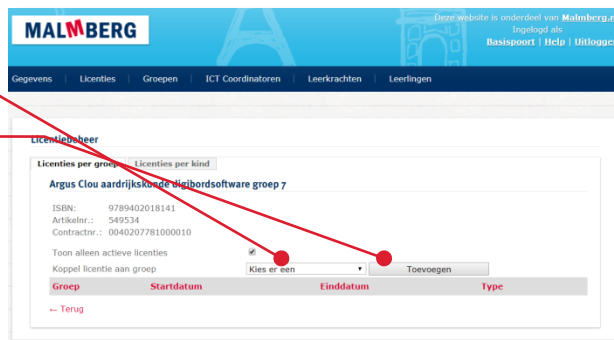 MALMBERG
Deze website is onderdeel van Malmberg.n
Ingelogd als
Basispoort | Help | Uitlogge
Gegevens | Licenties | Groepen | ICT Coordinatoren | Leerkrachten | Leerlingen
Licentiebeheer
Licenties per groep Licenties per kind
Argus Clou aardrijkskunde digibordsoftware groep 7
ISBN: 9789402018141
Artikelnr.: 549534
Contractnr.: 0040207781000010
Toon alleen actieve licenties
Koppel licentie aan groep Kies er een Toevoegen
Groep Startdatum Einddatum Type
← Terug